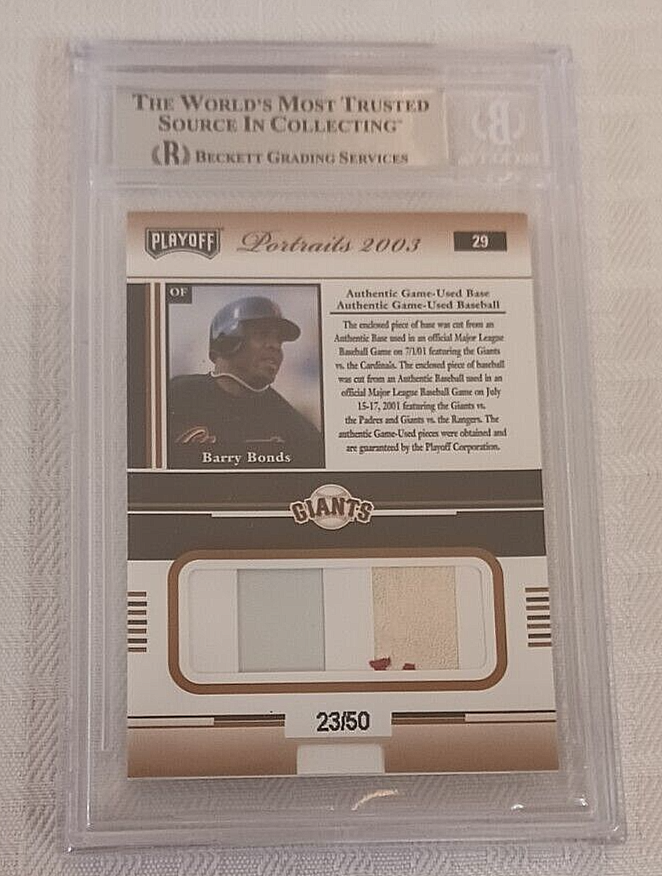 THE WORLD'S MOST TRUSTED
SOURCE IN COLLECTING™
(R) BECKETT GRADING SERVICES
PLAYOFF
Portraits 2003
29
OF
Barry Bonds
Authentic Game-Used Base
Authentic Game-Used Baseball
The enclosed piece of base was cut from an
Authentic Base used in an official Major League
Baseball Game on 7/1/01 featuring the Giants
vs. the Cardinals. The enclosed piece of baseball
was cut from an Authentic Baseball used in an
official Major League Baseball Game on July
15-17, 2001 featuring the Giants vs.
the Padres and Giants vs. the Rangers. The
authentic Game-Used pieces were obtained and
are guaranteed by the Playoff Corporation.
GIANTS
23/50